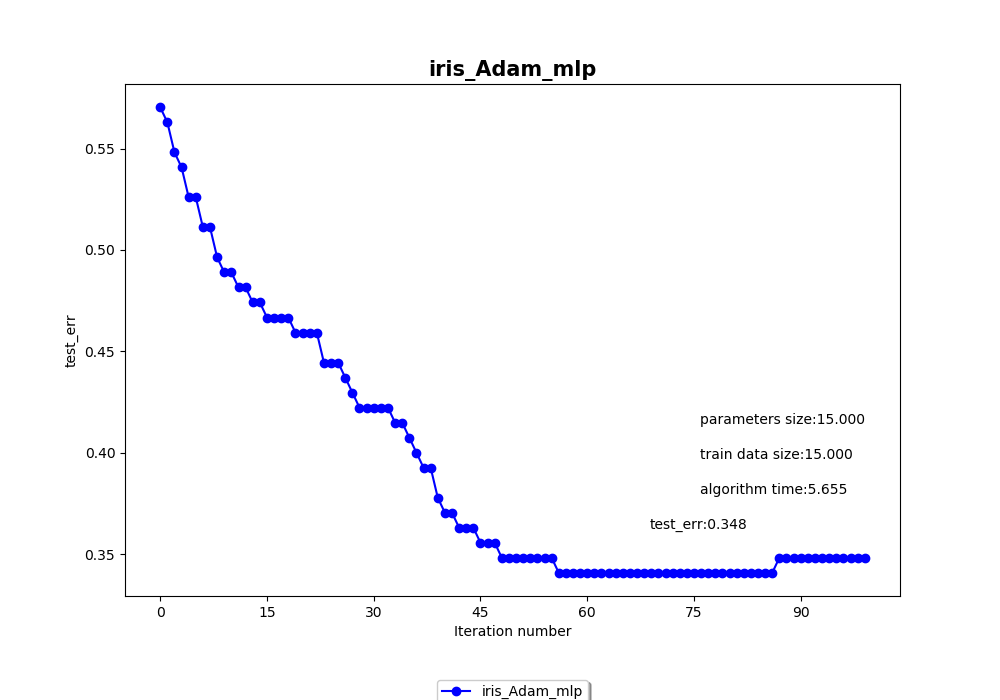 iris_Adam_mlp
0.55
0.50
0.45
0.40
0.35
test_err
parameters size:15.000
train data size:15.000
algorithm time:5.655
test_err:0.348
0 15 30 45 60 75 90
Iteration number
iris_Adam_mlp